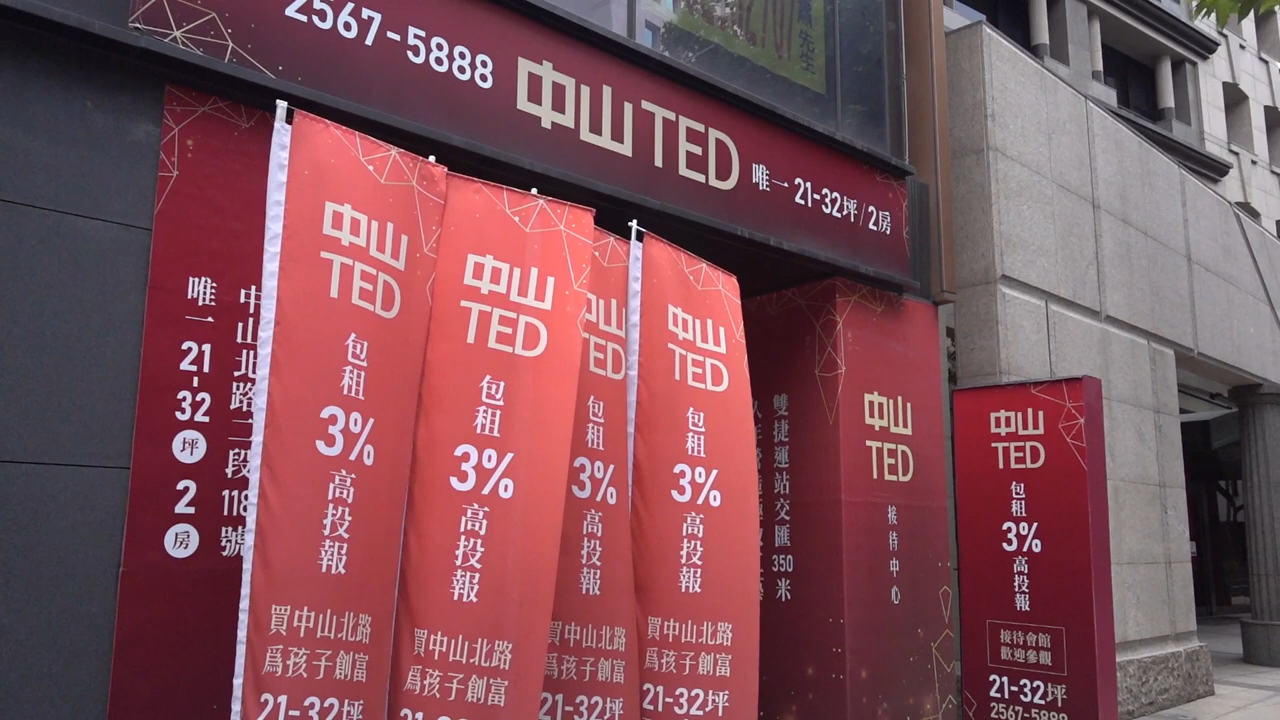 2567-5888 中山TED 唯一 21-32坪/2房
先生
唯一 21-32 坪 2 房
中山北路二段118號
中山
TED
包租
3%
高投報
買中山北路
爲孩子創富
21-32坪
中山
TED
包租
3%
高投報
買中山北路
爲孩子創富
中山
TED
包租
3%
高投報
買中山北路
爲孩子創富
21-32坪
中山
TED
包租
3%
高投報
買中山北路
爲孩子創富
21-32坪
雙捷運站交匯 350 米
中山
TED
接待中心
中山
TED
包租
3%
高投報
接待會館
歡迎參觀
21-32坪
2567-5888